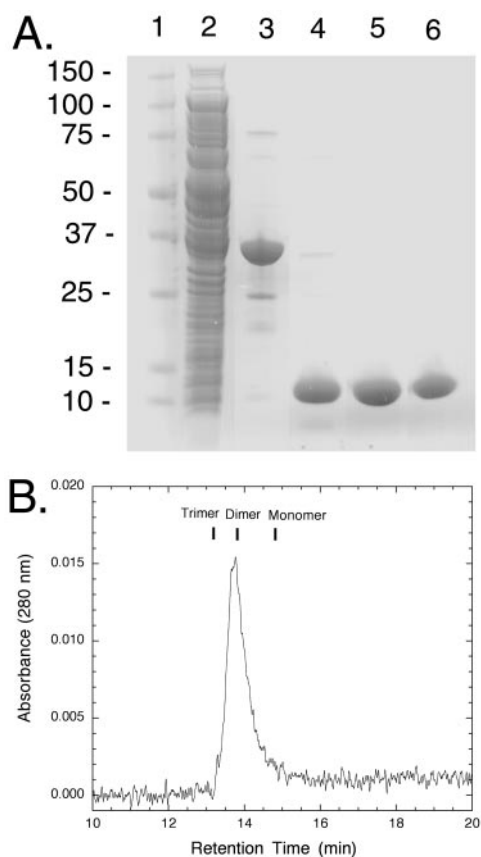 A.
1 2 3 4 5 6
150 -
100 -
75 -
50 -
37 -
25 -
15 -
10 -
B.
0.020
0.015
0.010
0.005
0.000
Absorbance (280 nm)
Trimer Dimer Monomer
10 12 14 16 18 20
Retention Time (min)